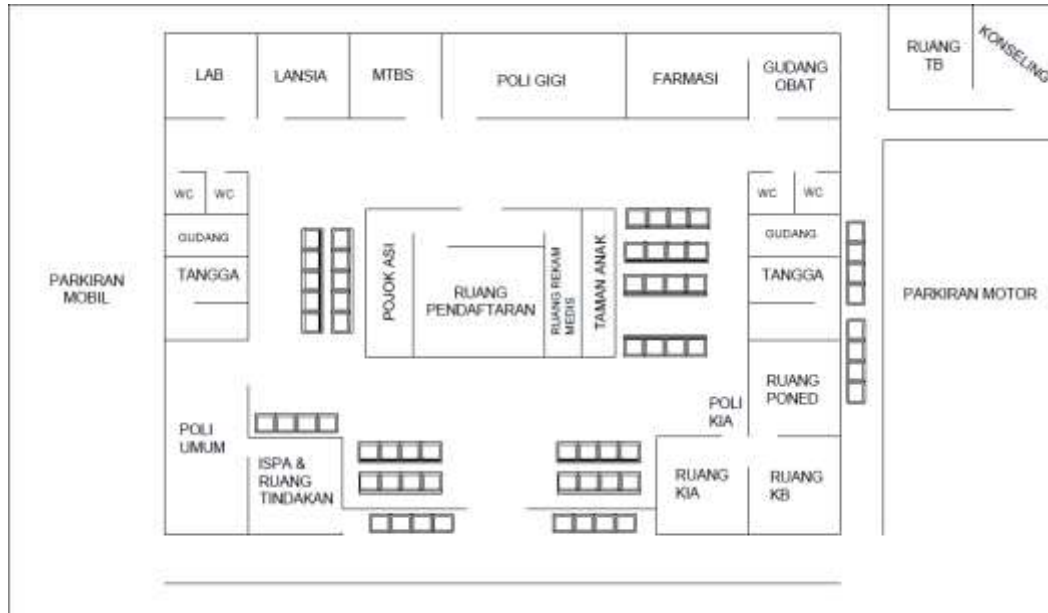 LAB
LANSIA
MTBS
POLI GIGI
FARMASI
GUDANG
OBAT
RUANG
TB
KONSELING
WC
WC
GUDANG
TANGGA
PARKIRAN
MOBIL
POJOK ASI
RUANG
PENDAFTARAN
RUANG REKAM
MEDIS
TAMAN ANAK
WC
WC
GUDANG
TANGGA
PARKIRAN MOTOR
POLI
UMUM
ISPA &
RUANG
TINDAKAN
POLI
KIA
RUANG
PONED
RUANG
KIA
RUANG
KB